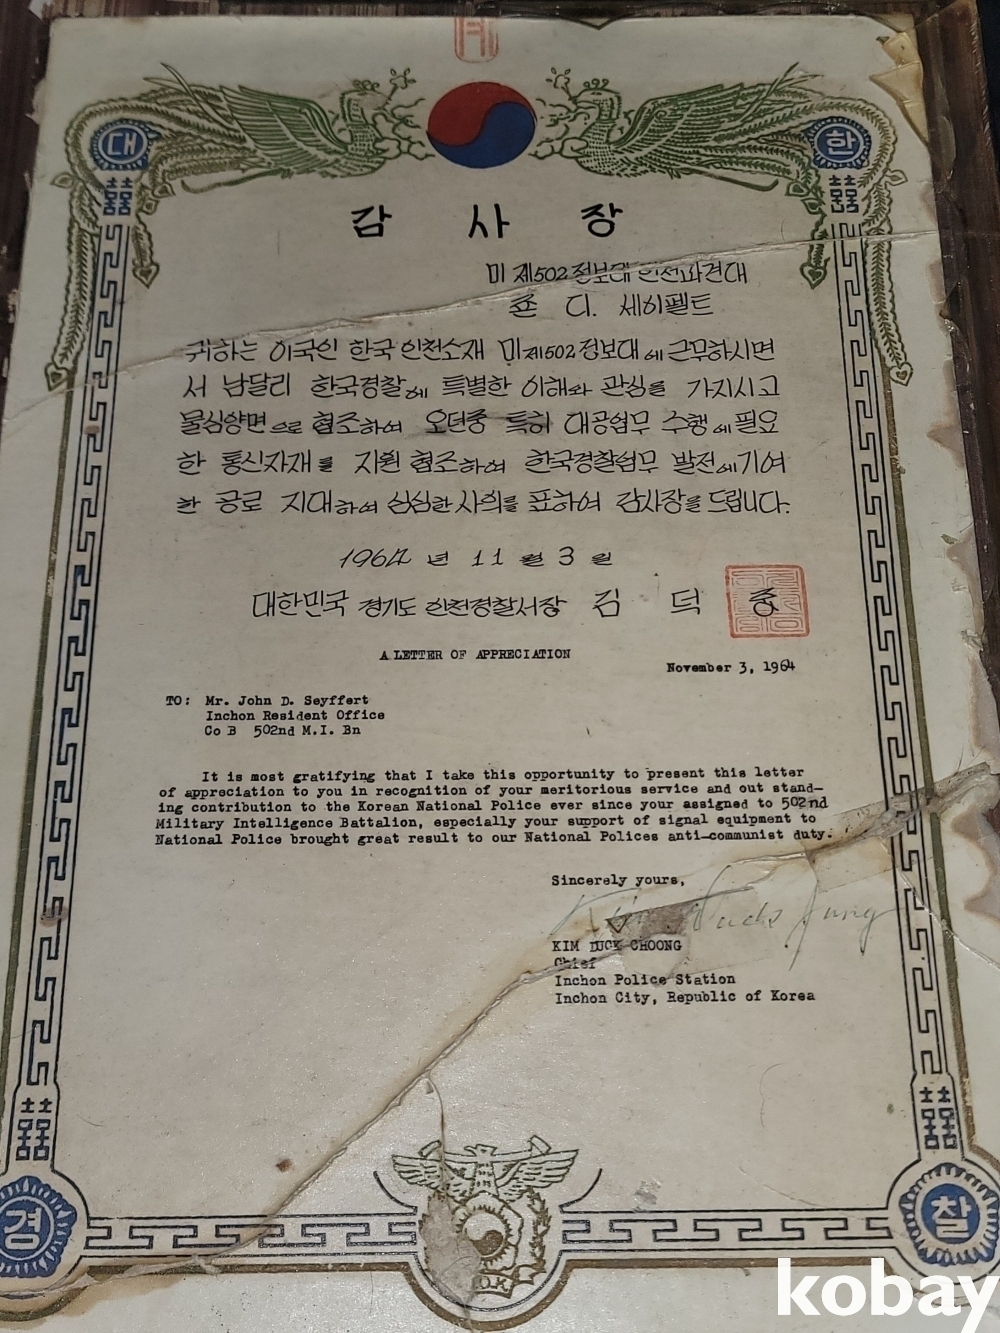 대 한
감 사 장
미 제502정보대 인천파견대
죤 디. 세이펠트
귀하는 이국인 한국 인천소재 미제502정보대에 근무하시면
서 남달리 한국경찰에 특별한 이해와 관심을 가지시고
물심양면으로 협조하여 오던중 특히 대공업무 수행에 필요
한 통신자재를 지원 협조하여 한국경찰업무 발전에 기여
한 공로 지대하여 심심한 사의를 표하여 감사장을 드립니다.
1964년 11월 3일
대한민국 경기도 인천경찰서장 김 덕 중
A LETTER OF APPRECIATION
November 3, 1964
TO: Mr. John D. Seyffert
Inchon Resident Office
Co B 502nd M.I. Bn
It is most gratifying that I take this opportunity to present this letter
of appreciation to you in recognition of your meritorious service and out stand-
ing contribution to the Korean National Police ever since your assigned to 502nd
Military Intelligence Battalion, especially your support of signal equipment to
National Police brought great result to our National Polices anti-communist duty.
Sincerely yours,
KIM DUCK CHOONG
Chief
Inchon Police Station
Inchon City, Republic of Korea
경 찰
kobay